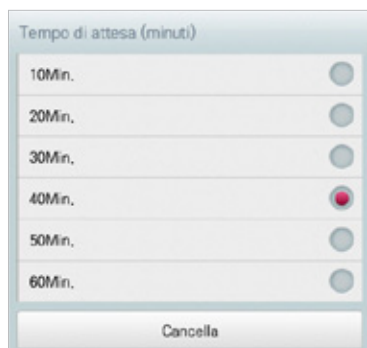 Tempo di attesa (minuti)
10Min.
20Min.
30Min.
40Min.
50Min.
60Min.
Cancella